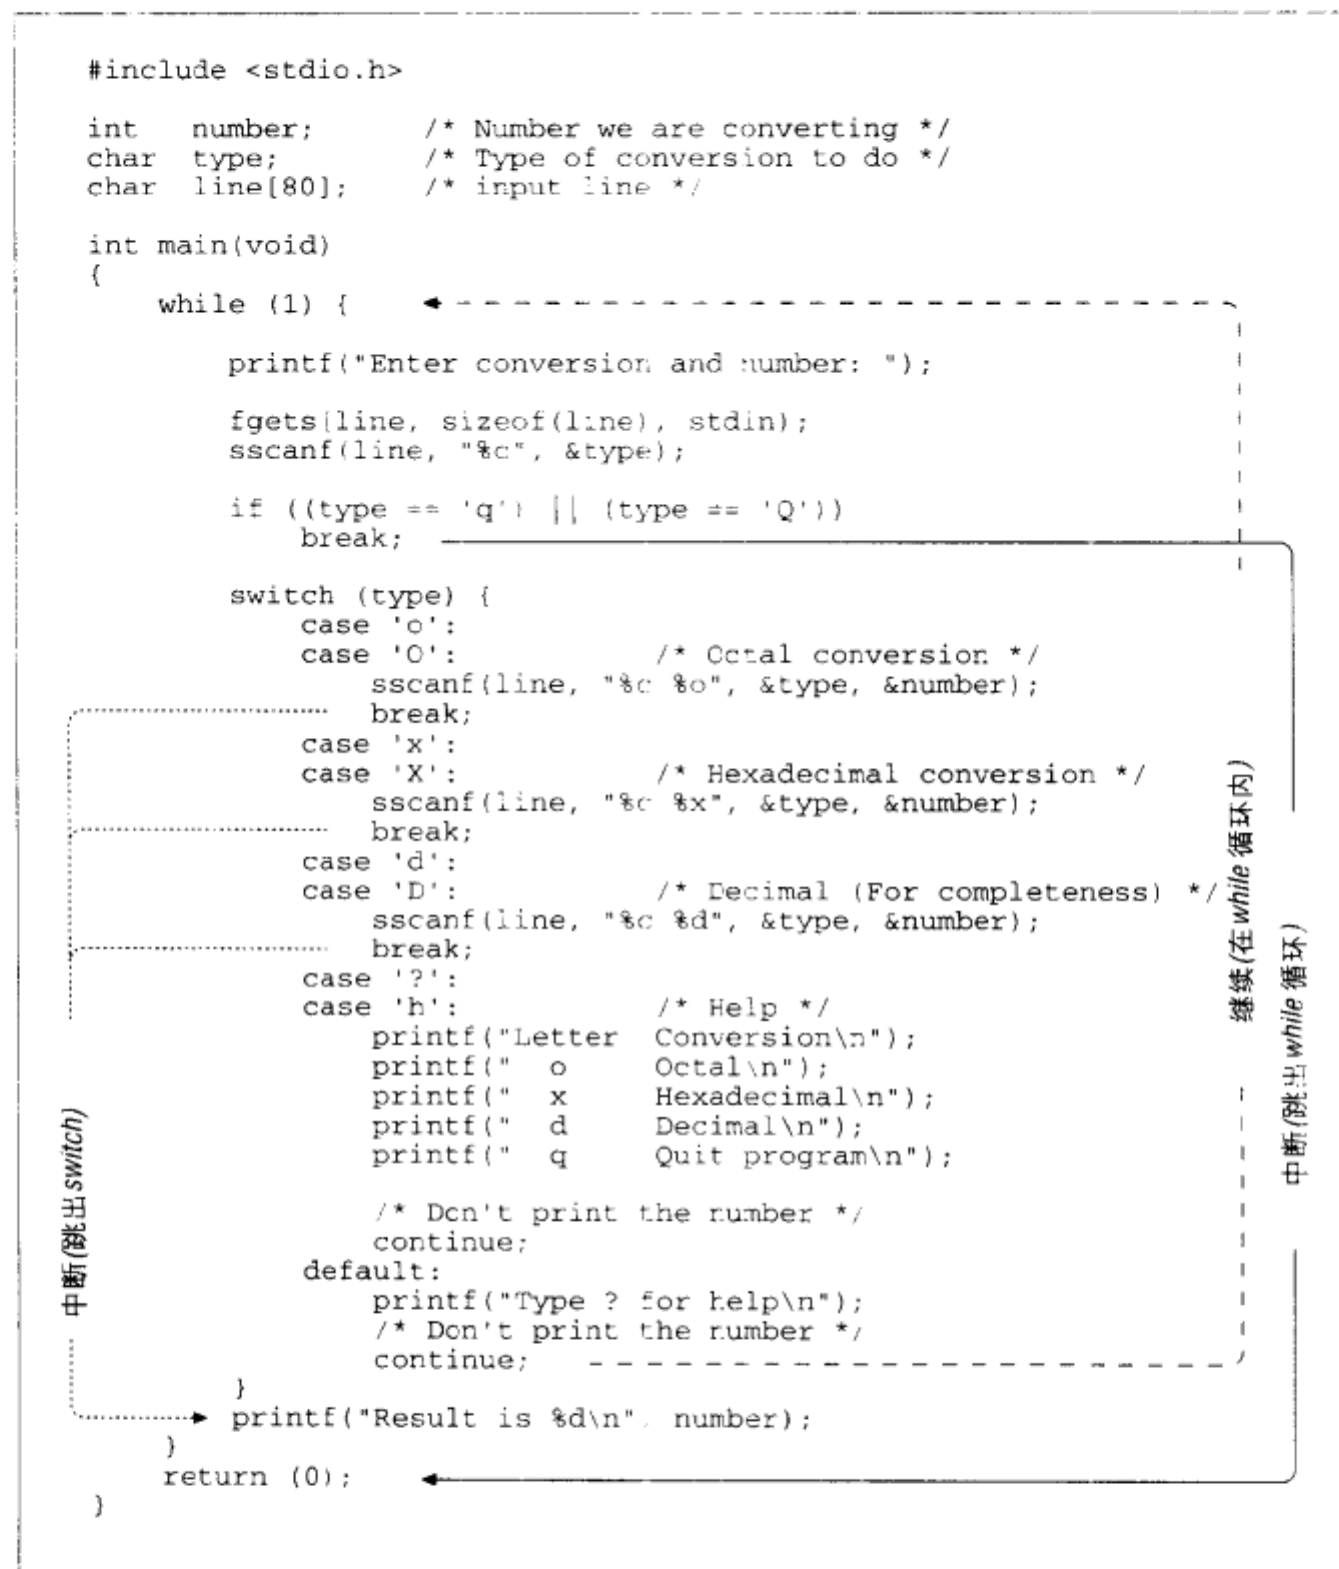 #include <stdio.h>
int number; /* Number we are converting */
char type; /* Type of conversion to do */
char line[80]; /* input line */
int main(void)
{
while (1) {
printf("Enter conversion and number: ");
fgets(line, sizeof(line), stdin);
sscanf(line, "%c", &type);
if ((type == 'q') || (type == 'Q'))
break;
switch (type) {
case 'o':
case 'O': /* Octal conversion */
sscanf(line, "%c %o", &type, &number);
break;
case 'x':
case 'X': /* Hexadecimal conversion */
sscanf(line, "%c %x", &type, &number);
break;
case 'd':
case 'D': /* Decimal (For completeness) */
sscanf(line, "%c %d", &type, &number);
break;
case '?':
case 'h': /* Help */
printf("Letter Conversion\n");
printf(" o Octal\n");
printf(" x Hexadecimal\n");
printf(" d Decimal\n");
printf(" q Quit program\n");
/* Don't print the number */
continue;
default:
printf("Type ? for help\n");
/* Don't print the number */
continue;
}
printf("Result is %d\n", number);
}
return (0);
}
中断(跳出switch)
继续(在while循环内)
中断(跳出while循环)